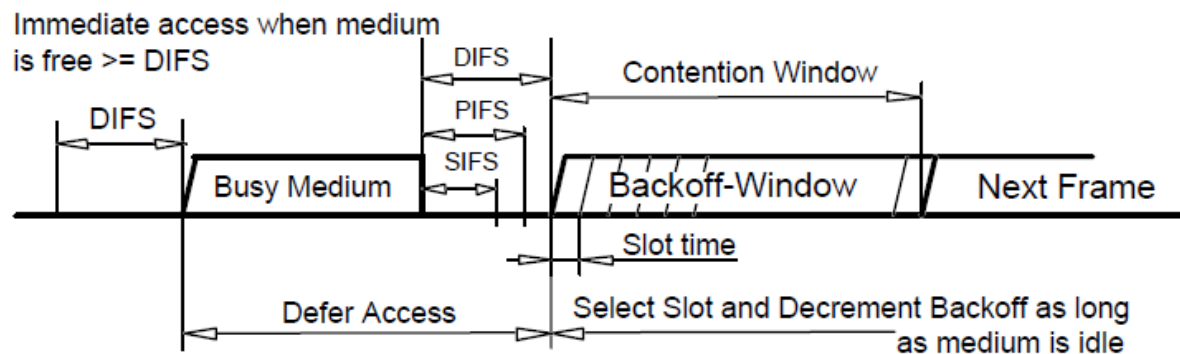 Immediate access when medium
is free >= DIFS
DIFS
DIFS
Contention Window
PIFS
SIFS
Busy Medium
Backoff-Window
Next Frame
Slot time
Defer Access
Select Slot and Decrement Backoff as long
as medium is idle